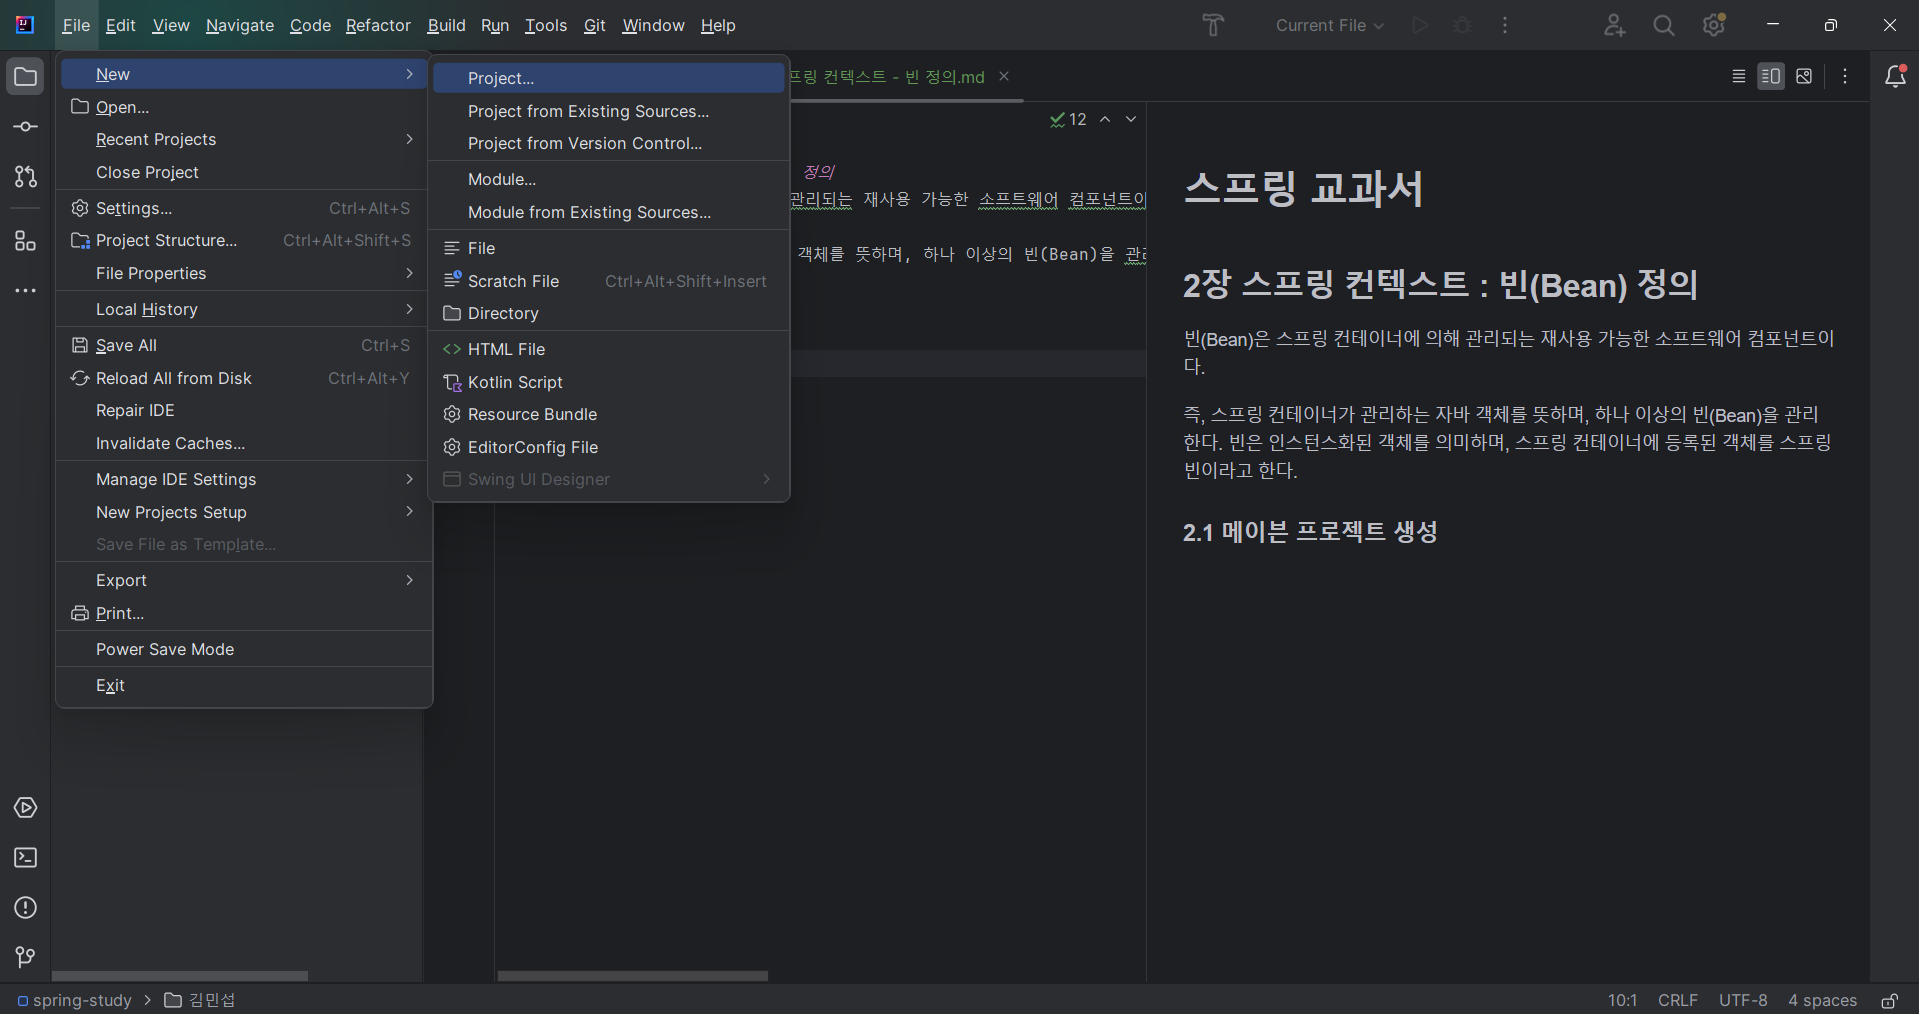 File Edit View Navigate Code Refactor Build Run Tools Git Window Help
Current File
New
Open...
Recent Projects
Close Project
Settings... Ctrl+Alt+S
Project Structure... Ctrl+Alt+Shift+S
File Properties
Local History
Save All Ctrl+S
Reload All from Disk Ctrl+Alt+Y
Repair IDE
Invalidate Caches...
Manage IDE Settings
New Projects Setup
Save File as Template...
Export
Print...
Power Save Mode
Exit
Project...
Project from Existing Sources...
Project from Version Control...
Module...
Module from Existing Sources...
File
Scratch File Ctrl+Alt+Shift+Insert
Directory
HTML File
Kotlin Script
Resource Bundle
EditorConfig File
Swing UI Designer
프링 컨텍스트 - 빈 정의.md
12
정의
관리되는 재사용 가능한 소프트웨어 컴포넌트이
객체를 뜻하며, 하나 이상의 빈(Bean)을 관
스프링 교과서
2장 스프링 컨텍스트 : 빈(Bean) 정의
빈(Bean)은 스프링 컨테이너에 의해 관리되는 재사용 가능한 소프트웨어 컴포넌트이
다.
즉, 스프링 컨테이너가 관리하는 자바 객체를 뜻하며, 하나 이상의 빈(Bean)을 관리
한다. 빈은 인스턴스화된 객체를 의미하며, 스프링 컨테이너에 등록된 객체를 스프링
빈이라고 한다.
2.1 메이븐 프로젝트 생성
spring-study > 김민섭
10:1 CRLF UTF-8 4 spaces